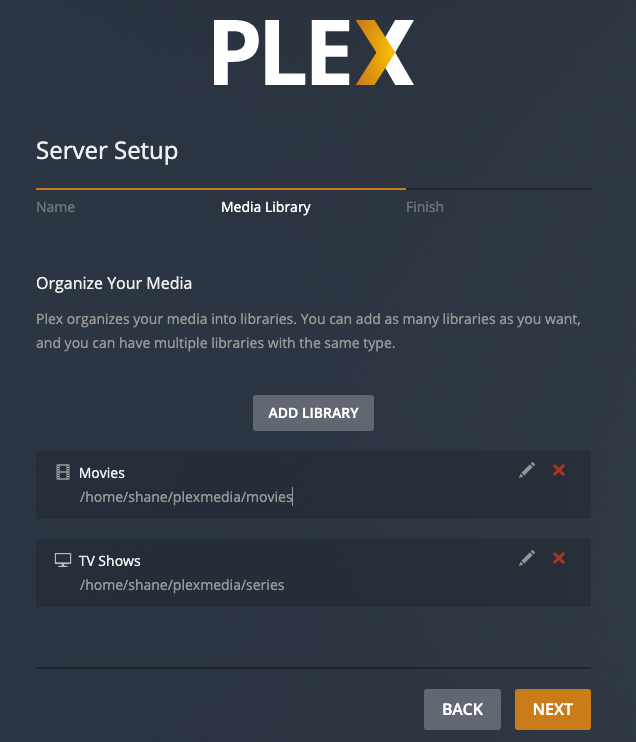 PLEX
Server Setup
Name Media Library Finish
Organize Your Media
Plex organizes your media into libraries. You can add as many libraries as you want,
and you can have multiple libraries with the same type.
ADD LIBRARY
Movies
/home/shane/plexmedia/movies
TV Shows
/home/shane/plexmedia/series
BACK NEXT